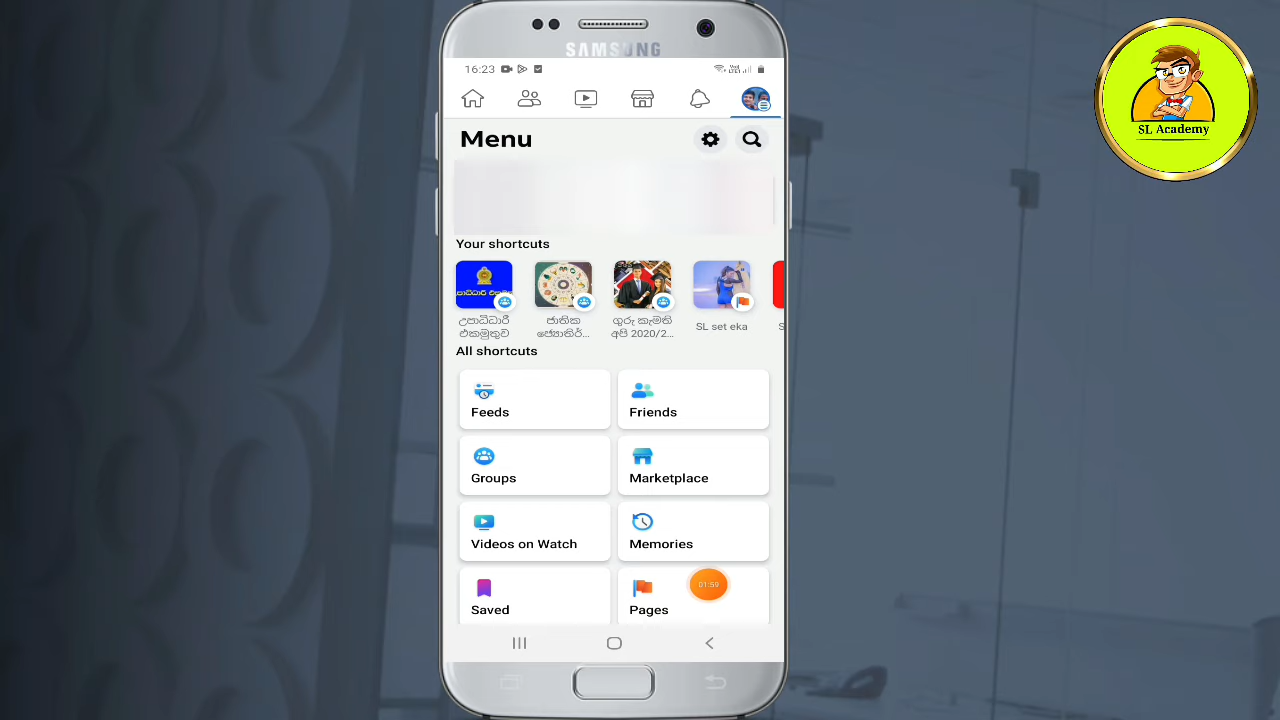 SAMSUNG
16:23
SL Academy
Menu
Your shortcuts
උපාධිධාරී
එකමුතුව
ජාතික
ජ්‍යොතිර්...
ගුරු කැමති
අපි 2020/2...
SL set eka
S
All shortcuts
Feeds
Friends
Groups
Marketplace
Videos on Watch
Memories
Saved
Pages
01:59